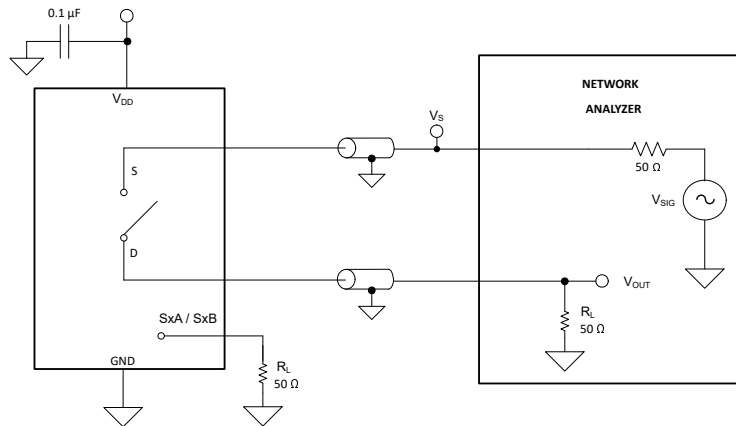 0.1 µF
V_DD
S
D
SxA / SxB
GND
R_L
50 Ω
V_S
NETWORK
ANALYZER
50 Ω
V_SIG
V_OUT
R_L
50 Ω